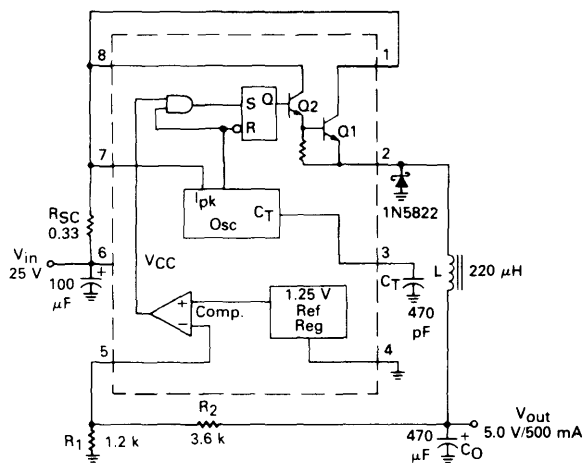 8
1
S Q
Q2
R
Q1
7
2
Ipk
CT
Osc
1N5822
RSC
0.33
Vin
25 V
6
VCC
3
L
220 μH
100
μF
+
CT
470
pF
+
−
Comp.
1.25 V
Ref
Reg
5
4
R2
3.6 k
R1
1.2 k
Vout
5.0 V/500 mA
470
μF
+
CO